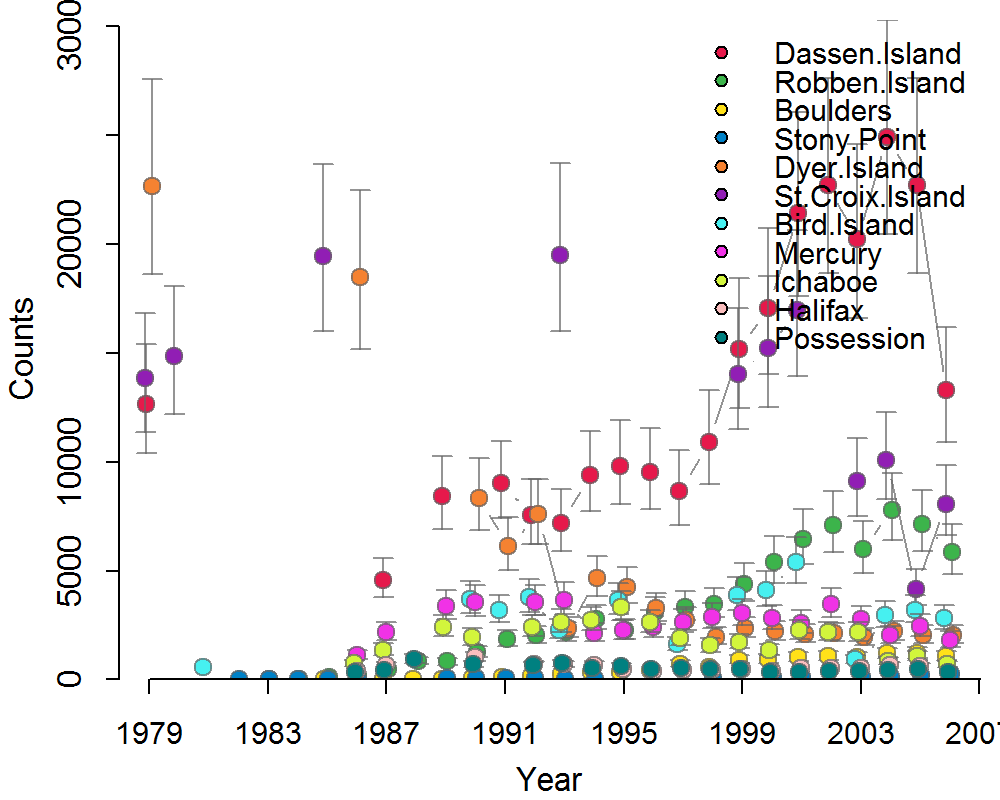 Counts
0
5000
10000
20000
3000
Dassen.Island
Robben.Island
Boulders
Stony.Point
Dyer.Island
St.Croix.Island
Bird.Island
Mercury
Ichaboe
Halifax
Possession
1979 1983 1987 1991 1995 1999 2003 200
Year